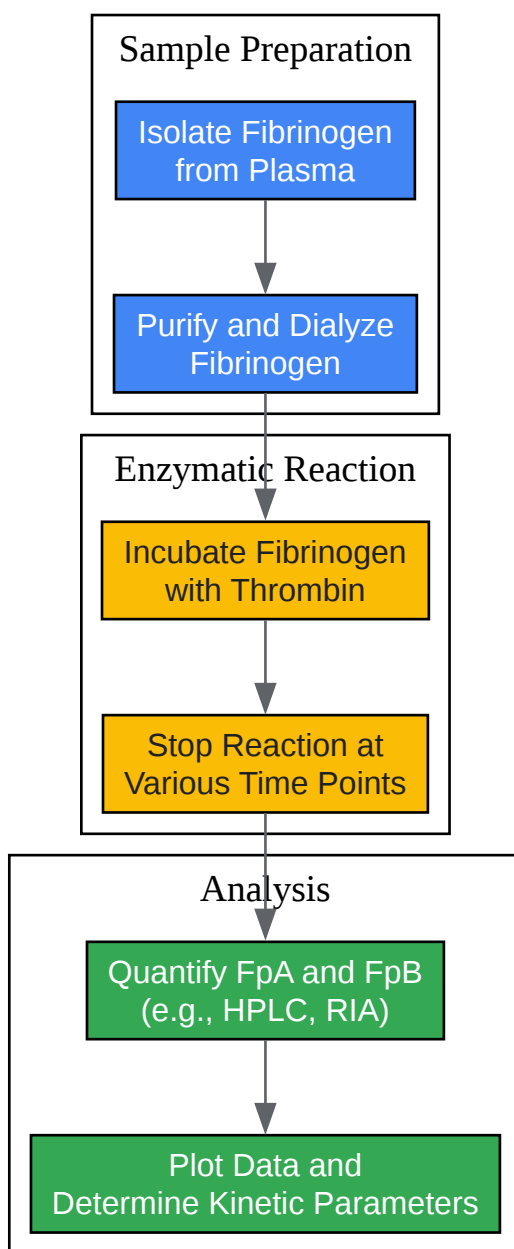 Sample Preparation
Isolate Fibrinogen
from Plasma
Purify and Dialyze
Fibrinogen
Enzymatic Reaction
Incubate Fibrinogen
with Thrombin
Stop Reaction at
Various Time Points
Analysis
Quantify FpA and FpB
(e.g., HPLC, RIA)
Plot Data and
Determine Kinetic Parameters